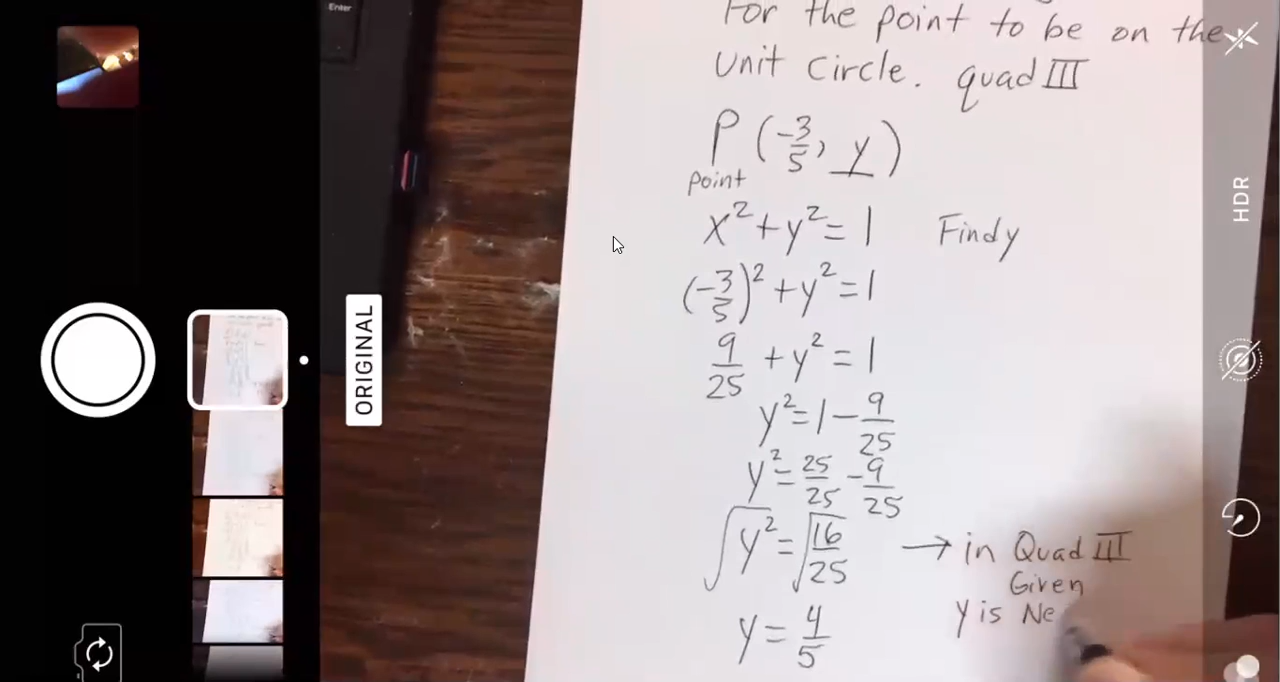 Enter
For the point to be on the
unit circle. quad III
P (-3/5, y)
point
x²+y²=1 Find y
(-3/5)²+y²=1
9/25 +y²=1
y²=1-9/25
y²=25/25-9/25
√y²=√16/25 → in Quad III
Given
y is Ne
y=4/5
ORIGINAL
HDR